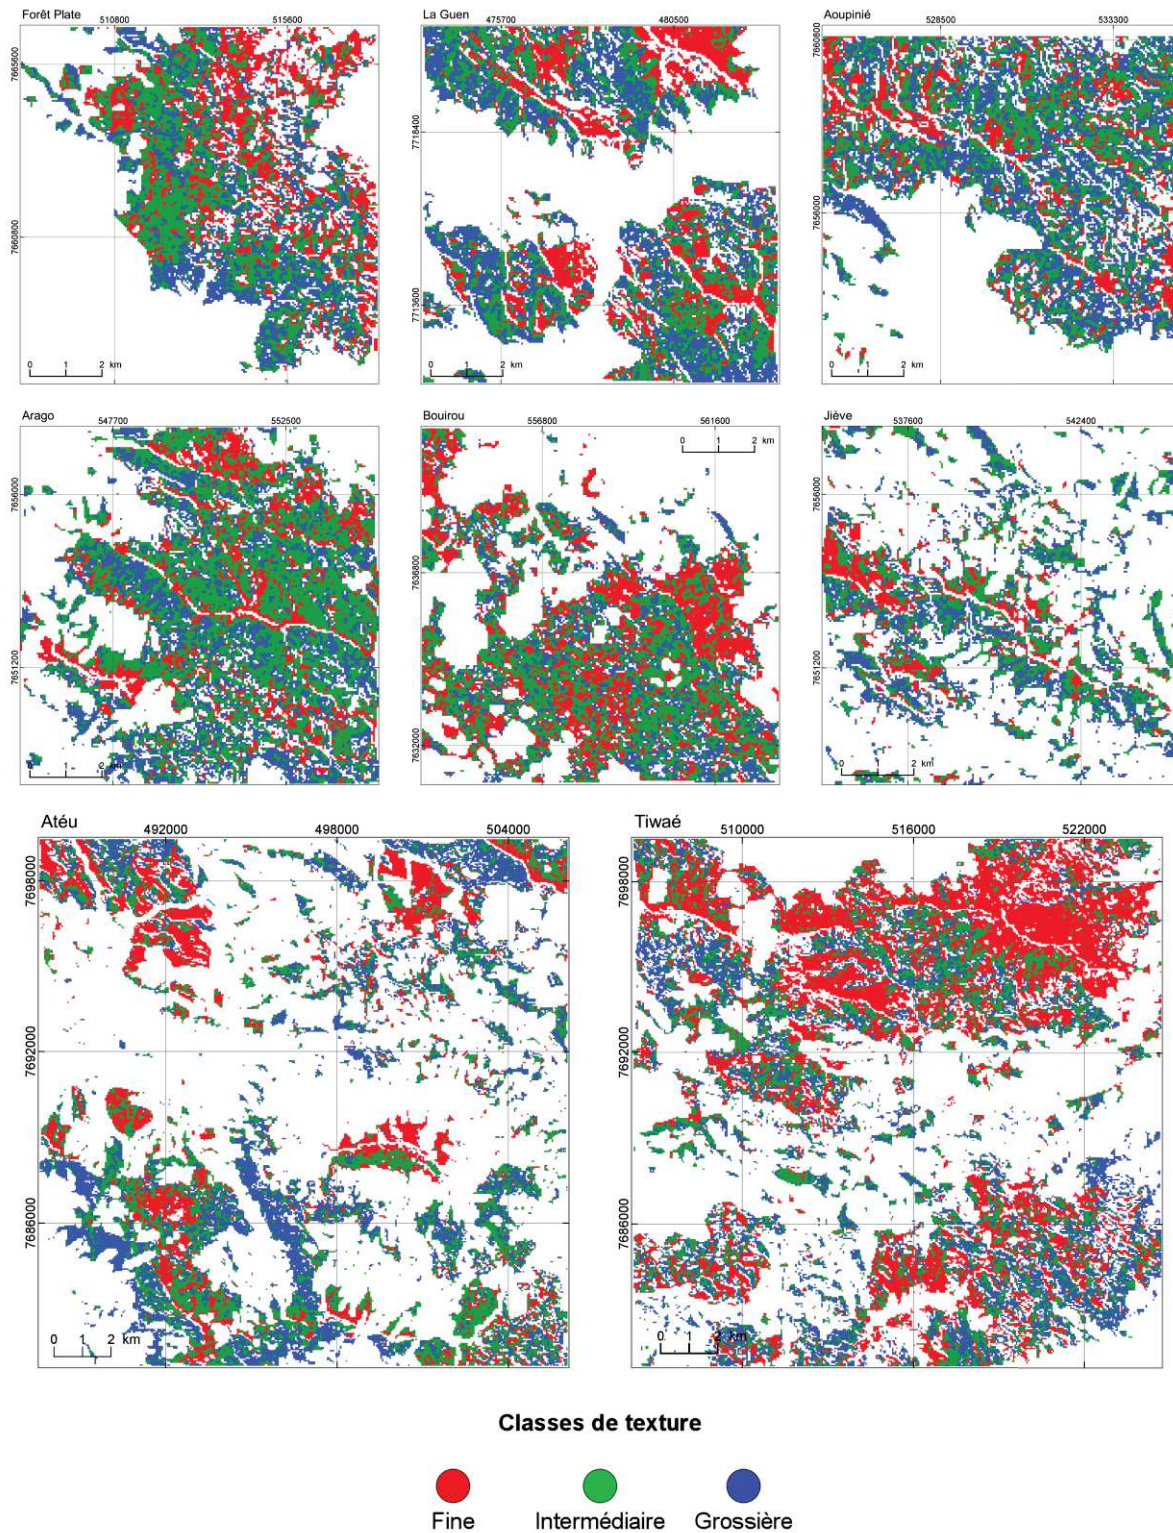 Forêt Plate
510800
515600
7665600
7660800
0 1 2 km
La Guen
475700
480500
7718400
7713600
0 1 2 km
Aoupinié
528500
533300
7660800
7656000
0 1 2 km
Arago
547700
552500
7656000
7651200
0 1 2 km
Bouirou
556800
561600
7636800
7632000
0 1 2 km
Jiève
537600
542400
7656000
7651200
0 1 2 km
Atéu
492000
498000
504000
7698000
7692000
7686000
0 1 2 km
Tiwaé
510000
516000
522000
7698000
7692000
7686000
0 1 2 km
Classes de texture
Fine Intermédiaire Grossière